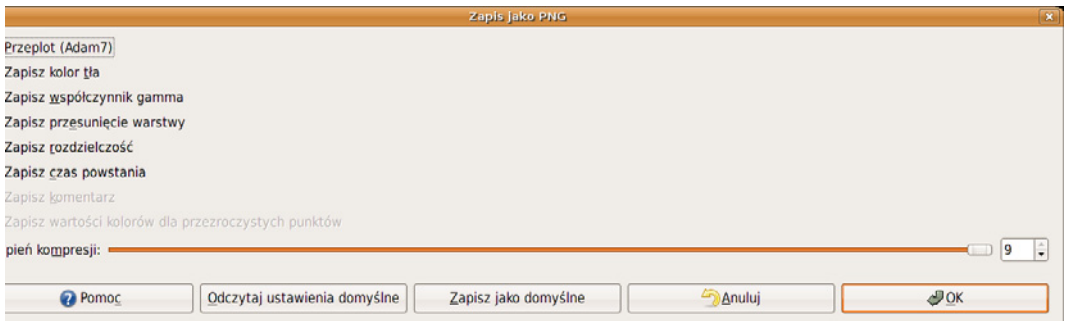 Zapis jako PNG
Przeplot (Adam7)
Zapisz kolor tła
Zapisz współczynnik gamma
Zapisz przesunięcie warstwy
Zapisz rozdzielczość
Zapisz czas powstania
Zapisz komentarz
Zapisz wartości kolorów dla przezroczystych punktów
pień kompresji: 9
Pomoc Odczytaj ustawienia domyślne Zapisz jako domyślne Anuluj OK